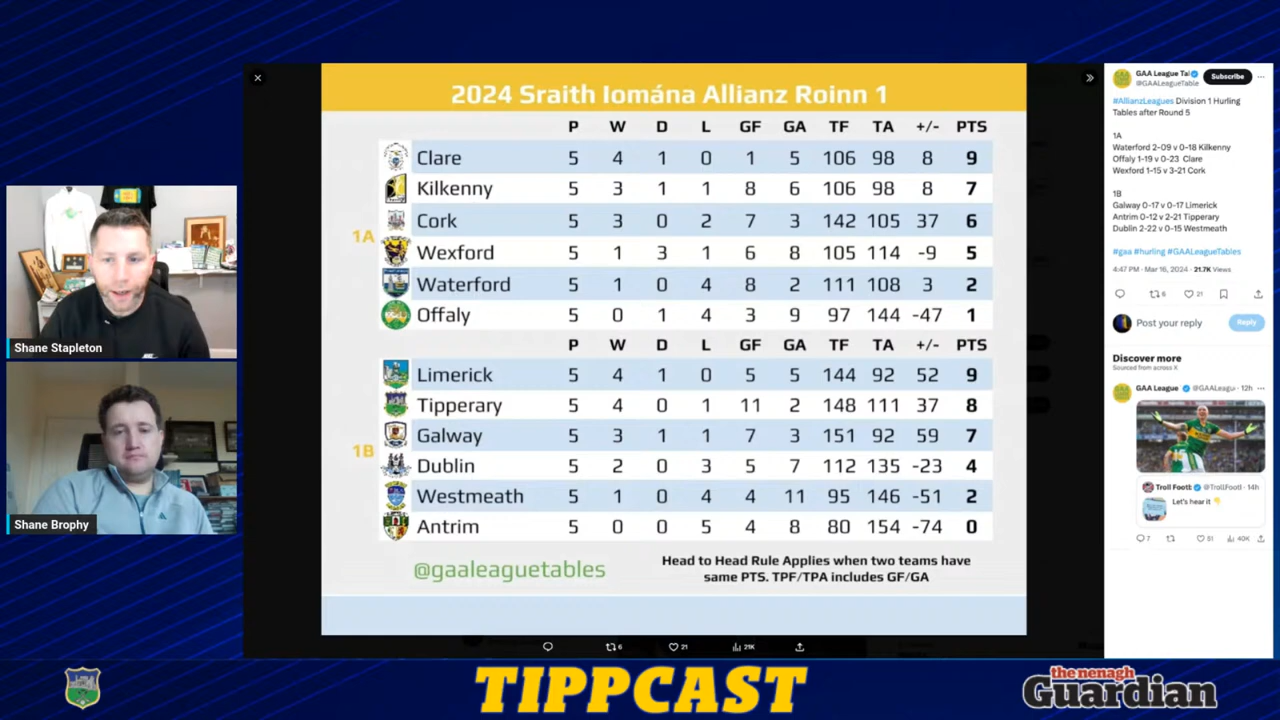 2024 Sraith Iomána Allianz Roinn 1
P W D L GF GA TF TA +/- PTS
1A
Clare 5 4 1 0 1 5 106 98 8 9
Kilkenny 5 3 1 1 8 6 106 98 8 7
Cork 5 3 0 2 7 3 142 105 37 6
Wexford 5 1 3 1 6 8 105 114 -9 5
Waterford 5 1 0 4 8 2 111 108 3 2
Offaly 5 0 1 4 3 9 97 144 -47 1
P W D L GF GA TF TA +/- PTS
1B
Limerick 5 4 1 0 5 5 144 92 52 9
Tipperary 5 4 0 1 11 2 148 111 37 8
Galway 5 3 1 1 7 3 151 92 59 7
Dublin 5 2 0 3 5 7 112 135 -23 4
Westmeath 5 1 0 4 4 11 95 146 -51 2
Antrim 5 0 0 5 4 8 80 154 -74 0
@gaaleaguetables
Head to Head Rule Applies when two teams have
same PTS. TPF/TPA includes GF/GA
6 21 21K
GAA League Tal
@GAALeagueTable
Subscribe
#AllianzLeagues Division 1 Hurling
Tables after Round 5
1A
Waterford 2-09 v 0-18 Kilkenny
Offaly 1-19 v 0-23 Clare
Wexford 1-15 v 3-21 Cork
1B
Galway 0-17 v 0-17 Limerick
Antrim 0-12 v 2-21 Tipperary
Dublin 2-22 v 0-15 Westmeath
#gaa #hurling #GAALeagueTables
4:47 PM · Mar 16, 2024 · 21.7K Views
6 21
Post your reply
Reply
Discover more
Sourced from across X
GAA League @GAALeagu · 12h
Troll Footl @TrollFootl · 14h
Let's hear it
7 51 40K
Shane Stapleton
Shane Brophy
TIPPCAST
the nenagh
Guardian